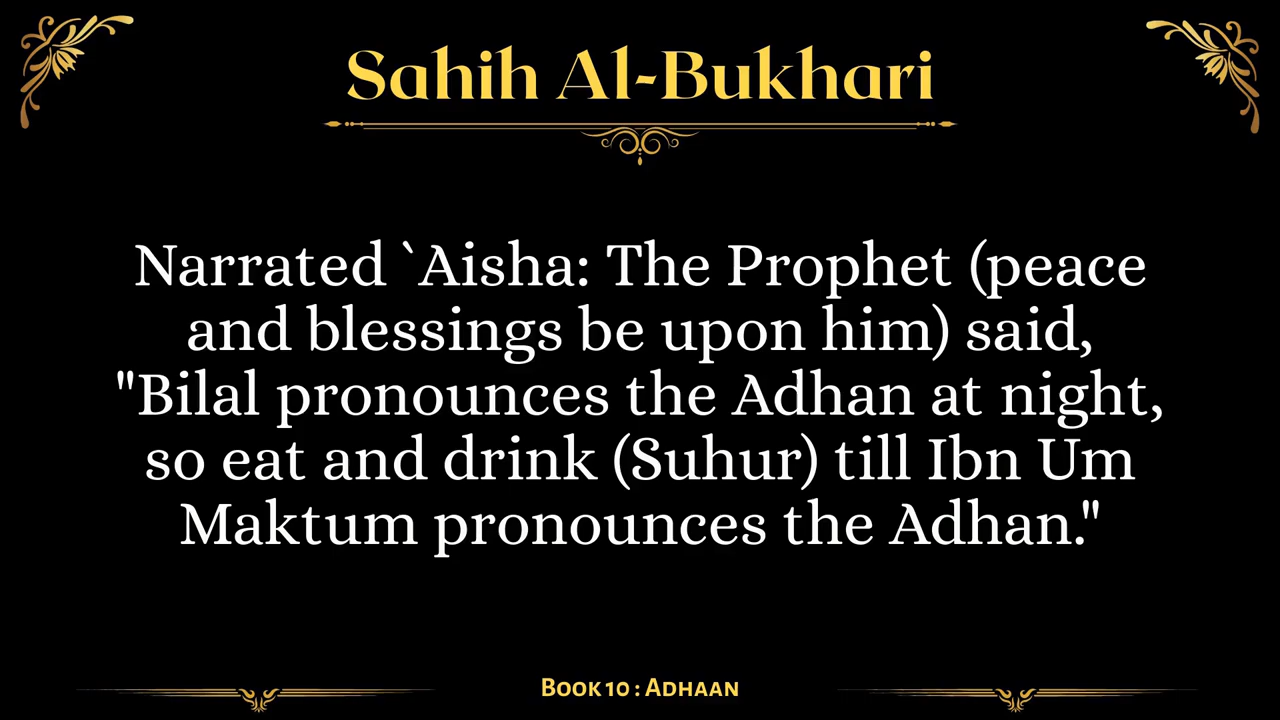 Sahih Al-Bukhari
Narrated `Aisha: The Prophet (peace
and blessings be upon him) said,
"Bilal pronounces the Adhan at night,
so eat and drink (Suhur) till Ibn Um
Maktum pronounces the Adhan."
Book 10 : Adhaan